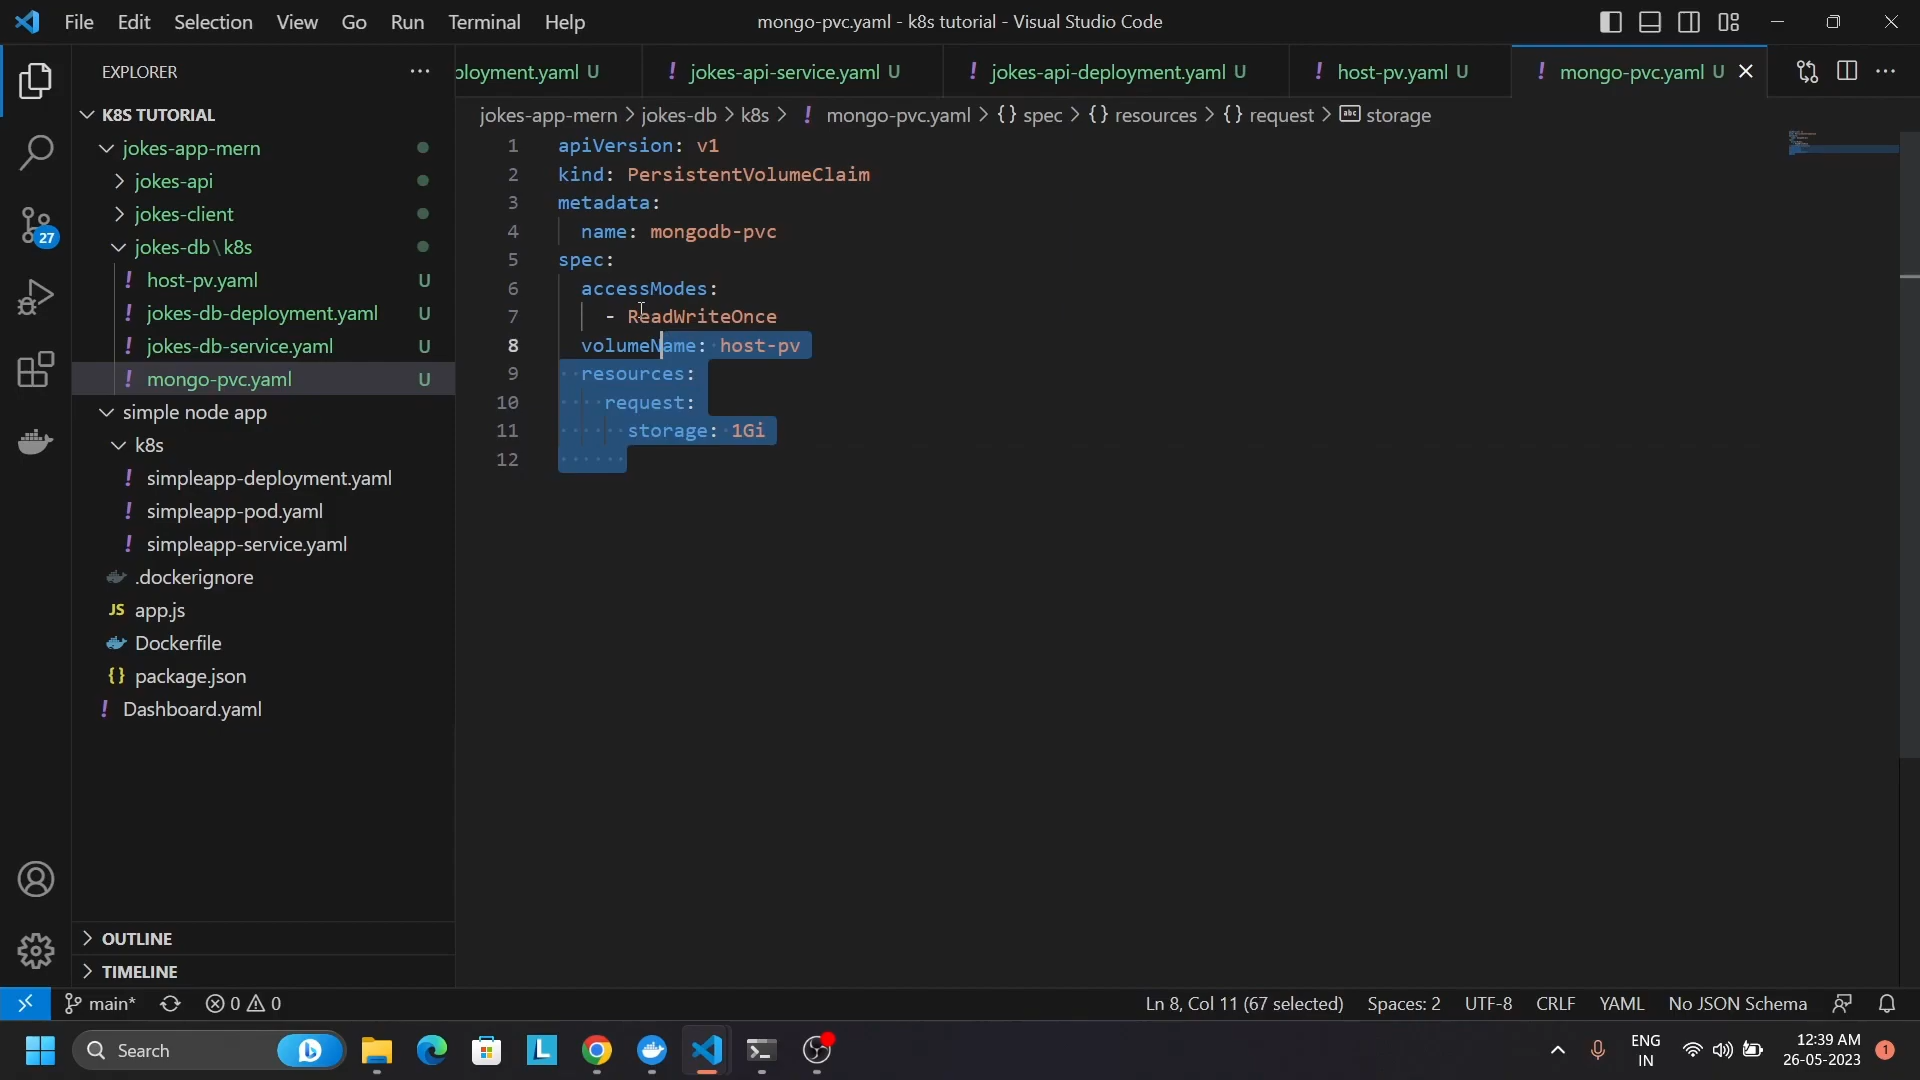 File Edit Selection View Go Run Terminal Help
mongo-pvc.yaml - k8s tutorial - Visual Studio Code
EXPLORER
K8S TUTORIAL
jokes-app-mern
jokes-api
jokes-client
jokes-db\k8s
host-pv.yaml U
jokes-db-deployment.yaml U
jokes-db-service.yaml U
mongo-pvc.yaml U
simple node app
k8s
simpleapp-deployment.yaml
simpleapp-pod.yaml
simpleapp-service.yaml
.dockerignore
JS app.js
Dockerfile
{} package.json
! Dashboard.yaml
OUTLINE
TIMELINE
27
ployment.yaml U ! jokes-api-service.yaml U ! jokes-api-deployment.yaml U ! host-pv.yaml U ! mongo-pvc.yaml U
jokes-app-mern > jokes-db > k8s > ! mongo-pvc.yaml > {} spec > {} resources > {} request > abc storage
1 apiVersion: v1
2 kind: PersistentVolumeClaim
3 metadata:
4 name: mongodb-pvc
5 spec:
6 accessModes:
7 - ReadWriteOnce
8 volumeName: host-pv
9 resources:
10 request:
11 storage: 1Gi
12
main* 0 0
Ln 8, Col 11 (67 selected) Spaces: 2 UTF-8 CRLF YAML No JSON Schema
Search
L
ENG
IN
12:39 AM
26-05-2023
1